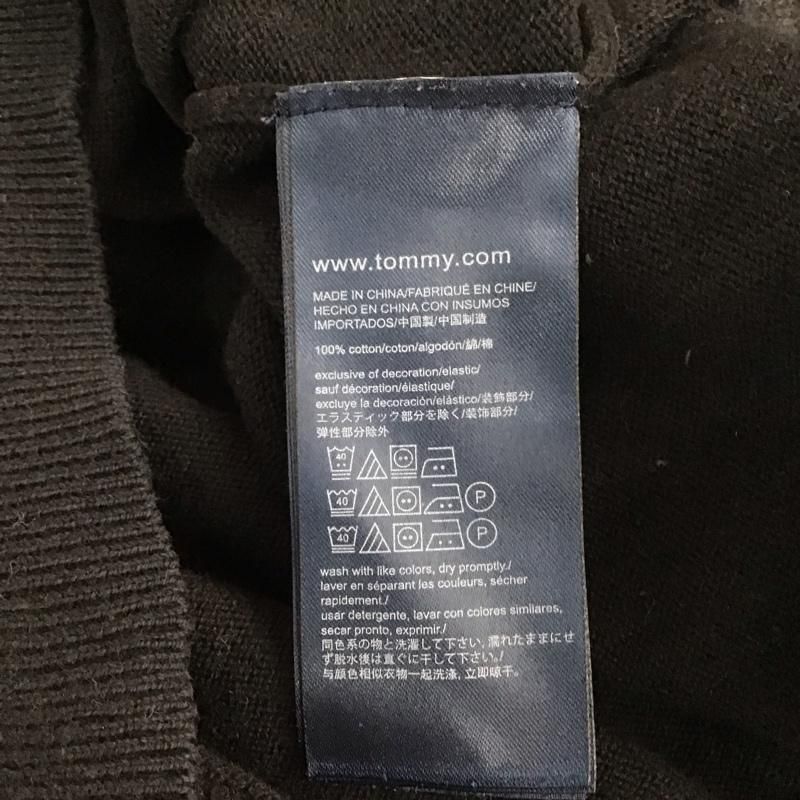 www.tommy.com
MADE IN CHINA/FABRIQUÉ EN CHINE/
HECHO EN CHINA CON INSUMOS
IMPORTADOS/中国製/中国制造
100% cotton/coton/algodón/綿/棉
exclusive of decoration/elastic/
sauf décoration/élastique/
excluye la decoración/elástico/装飾部分/
エラスティック部分を除く/装饰部分/
弹性部分除外
40
40 P
40 P
wash with like colors, dry promptly./
laver en séparant les couleurs, sécher
rapidement./
usar detergente, lavar con colores similares,
secar pronto, exprimir./
同色系の物と洗濯して下さい, 濡れたままにせ
ず脱水後は直ぐに干して下さい。/
与颜色相似衣物一起洗涤, 立即晾干。